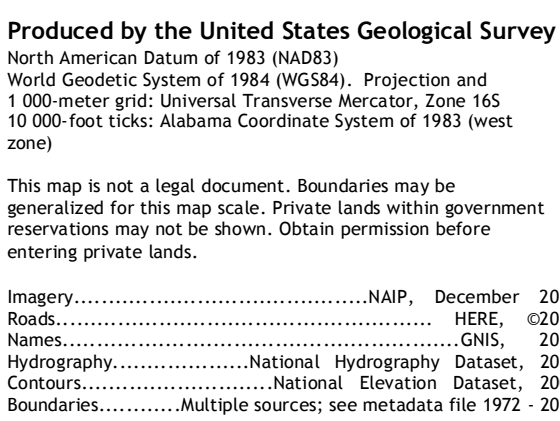 Produced by the United States Geological Survey
North American Datum of 1983 (NAD83)
World Geodetic System of 1984 (WGS84).  Projection and
1 000-meter grid: Universal Transverse Mercator, Zone 16S
10 000-foot ticks: Alabama Coordinate System of 1983 (west
zone)
This map is not a legal document. Boundaries may be
generalized for this map scale. Private lands within government
reservations may not be shown. Obtain permission before
entering private lands.
Imagery.......................................NAIP, December 20
Roads.................................................. HERE, ©20
Names.....................................................GNIS, 20
Hydrography..................National Hydrography Dataset, 20
Contours..........................National Elevation Dataset, 20
Boundaries............Multiple sources; see metadata file 1972 - 20